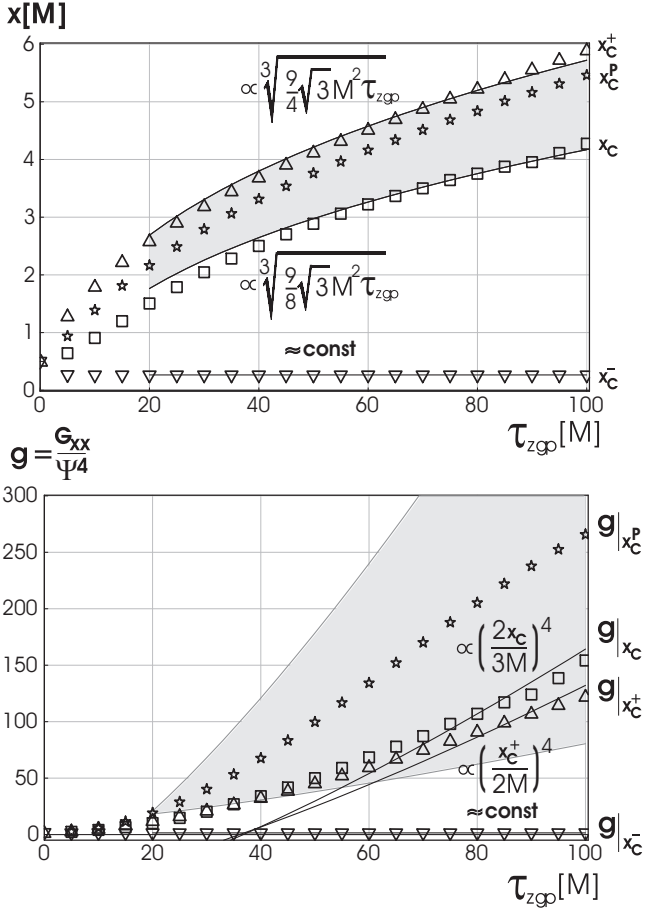 x[M]
6
5
4
3
2
1
0
∝ ∛(9/4 √3 M² τ_zgp)
∝ ∛(9/8 √3 M² τ_zgp)
≈const
x_C^+
x_C^P
x_C
x_C^-
0 20 40 60 80 100
τ_zgp[M]
g = G_xx/Ψ⁴
300
250
200
150
100
50
0
∝ (2x_C/3M)⁴
∝ (x_C^+/2M)⁴
≈const
g|x_C^P
g|x_C
g|x_C^+
g|x_C^-
0 20 40 60 80 100
τ_zgp[M]